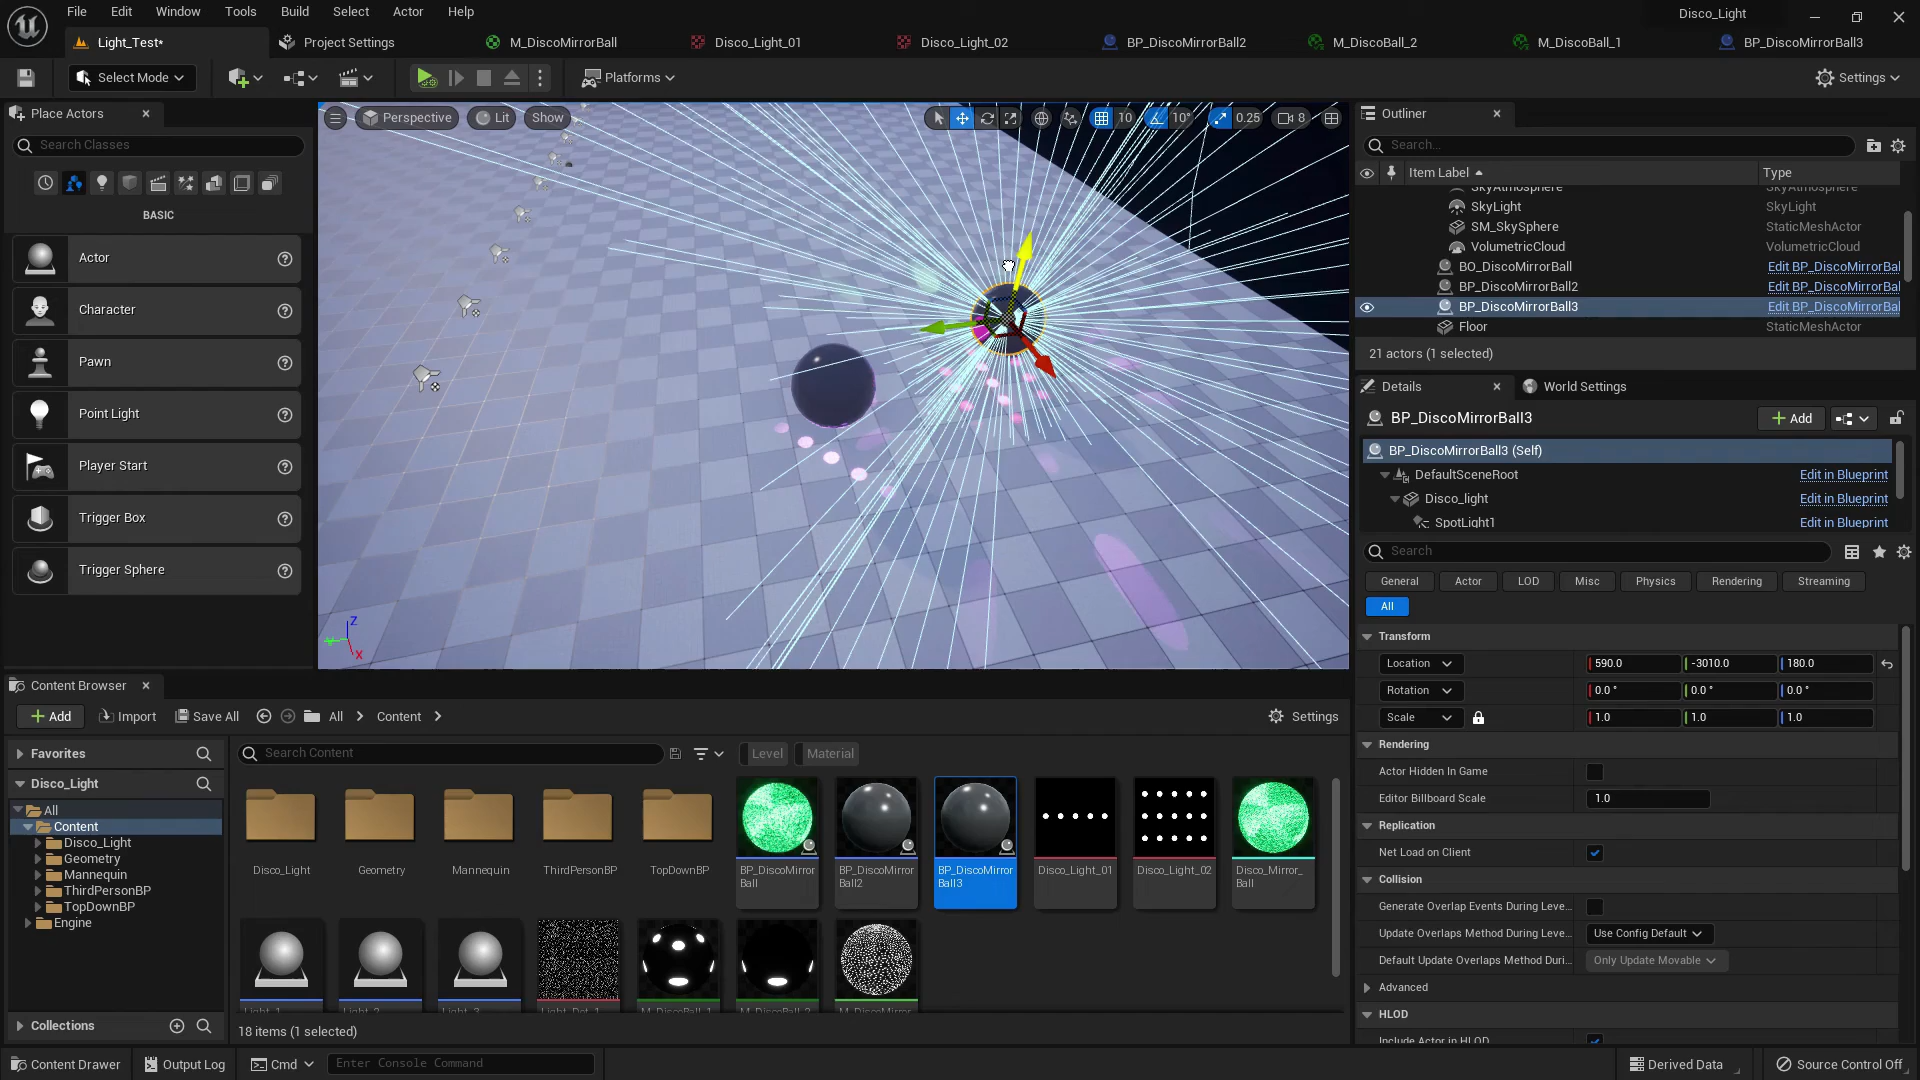 File Edit Window Tools Build Select Actor Help
Disco_Light
Light_Test*
Project Settings
M_DiscoMirrorBall
Disco_Light_01
Disco_Light_02
BP_DiscoMirrorBall2
M_DiscoBall_2
M_DiscoBall_1
BP_DiscoMirrorBall3
Select Mode
Platforms
Settings
Place Actors
Search Classes
BASIC
Actor
Character
Pawn
Point Light
Player Start
Trigger Box
Trigger Sphere
Perspective
Lit
Show
10
10°
0.25
8
Z
X
Outliner
Search...
Item Label
Type
SkyAtmosphere SkyAtmosphere
SkyLight SkyLight
SM_SkySphere StaticMeshActor
VolumetricCloud VolumetricCloud
BO_DiscoMirrorBall Edit BP_DiscoMirrorBal
BP_DiscoMirrorBall2 Edit BP_DiscoMirrorBal
BP_DiscoMirrorBall3 Edit BP_DiscoMirrorBal
Floor StaticMeshActor
21 actors (1 selected)
Details
World Settings
BP_DiscoMirrorBall3
Add
BP_DiscoMirrorBall3 (Self)
DefaultSceneRoot Edit in Blueprint
Disco_light Edit in Blueprint
SpotLight1 Edit in Blueprint
Search
General Actor LOD Misc Physics Rendering Streaming
All
Transform
Location 590.0 -3010.0 180.0
Rotation 0.0 ° 0.0 ° 0.0 °
Scale 1.0 1.0 1.0
Rendering
Actor Hidden In Game
Editor Billboard Scale 1.0
Replication
Net Load on Client
Collision
Generate Overlap Events During Leve...
Update Overlaps Method During Leve... Use Config Default
Default Update Overlaps Method Duri... Only Update Movable
Advanced
HLOD
Include Actor in HLOD
Content Browser
Add Import Save All All Content Settings
Favorites
Disco_Light
All
Content
Disco_Light
Geometry
Mannequin
ThirdPersonBP
TopDownBP
Engine
Collections
Search Content
Level
Material
Disco_Light
Geometry
Mannequin
ThirdPersonBP
TopDownBP
BP_DiscoMirror
Ball
BP_DiscoMirror
Ball2
BP_DiscoMirror
Ball3
Disco_Light_01
Disco_Light_02
Disco_Mirror_
Ball
Light_1
Light_2
Light_3
Light_Dot_1
M_DiscoBall_1
M_DiscoBall_2
M_DiscoMirror
18 items (1 selected)
Content Drawer
Output Log
Cmd
Enter Console Command
Derived Data
Source Control Off